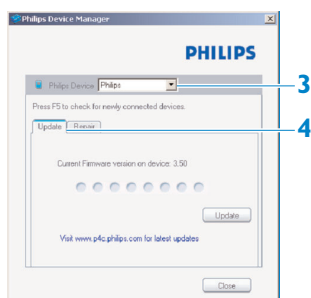 Philips Device Manager
PHILIPS
Philips Device Philips
3
Press F5 to check for newly connected devices.
Update Repair
4
Current Firmware version on device: 3.50
Update
Visit www.p4c.philips.com for latest updates
Close